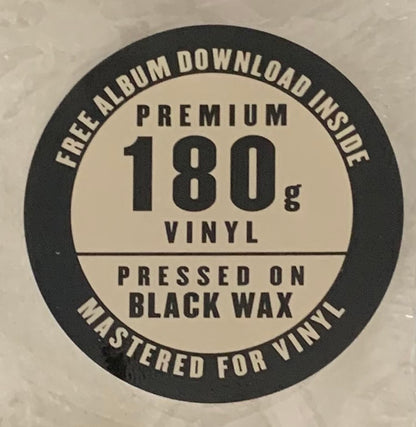 FREE ALBUM DOWNLOAD INSIDE
PREMIUM
180g
VINYL
PRESSED ON
BLACK WAX
MASTERED FOR VINYL